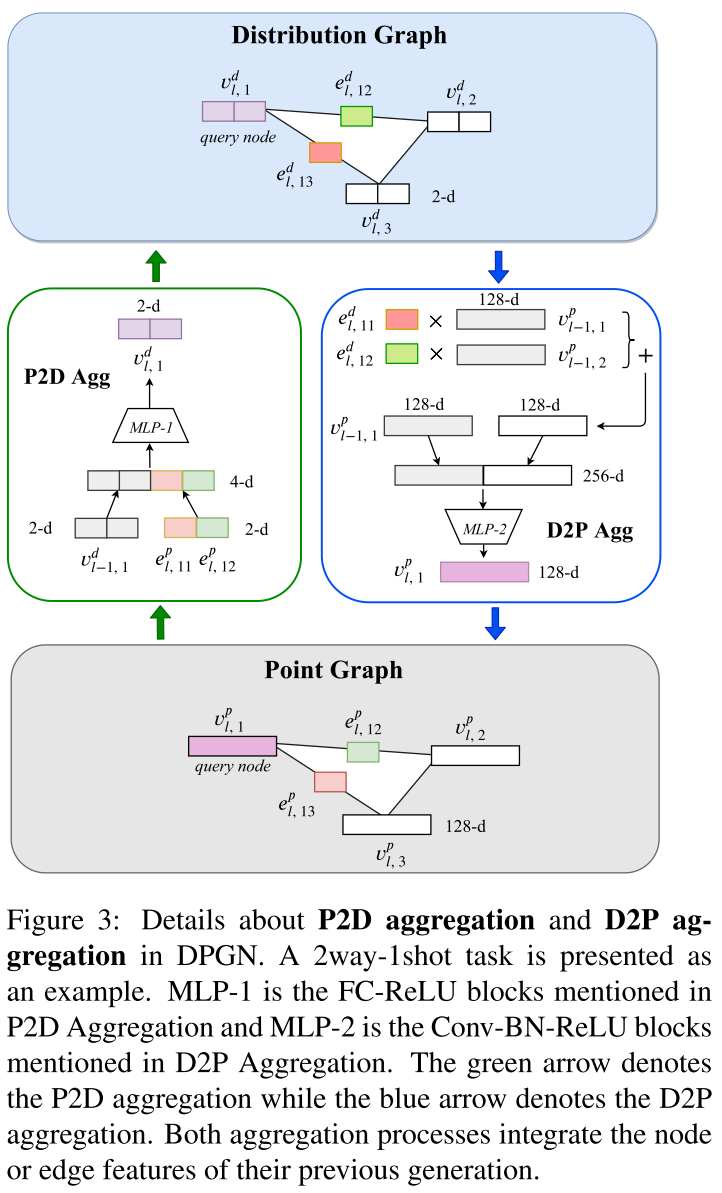 Distribution Graph
v^d_{l, 1}
e^d_{l, 12}
v^d_{l, 2}
query node
e^d_{l, 13}
2-d
v^d_{l, 3}
2-d
v^d_{l, 1}
P2D Agg
MLP-1
4-d
2-d
2-d
v^d_{l−1, 1}
e^p_{l, 11} e^p_{l, 12}
128-d
e^d_{l, 11} × v^p_{l−1, 1}
e^d_{l, 12} × v^p_{l−1, 2}
+
128-d
128-d
v^p_{l−1, 1}
256-d
MLP-2
D2P Agg
v^p_{l, 1}
128-d
Point Graph
v^p_{l, 1}
e^p_{l, 12}
v^p_{l, 2}
query node
e^p_{l, 13}
128-d
v^p_{l, 3}
Figure 3: Details about P2D aggregation and D2P ag-
gregation in DPGN. A 2way-1shot task is presented as
an example. MLP-1 is the FC-ReLU blocks mentioned in
P2D Aggregation and MLP-2 is the Conv-BN-ReLU blocks
mentioned in D2P Aggregation. The green arrow denotes
the P2D aggregation while the blue arrow denotes the D2P
aggregation. Both aggregation processes integrate the node
or edge features of their previous generation.